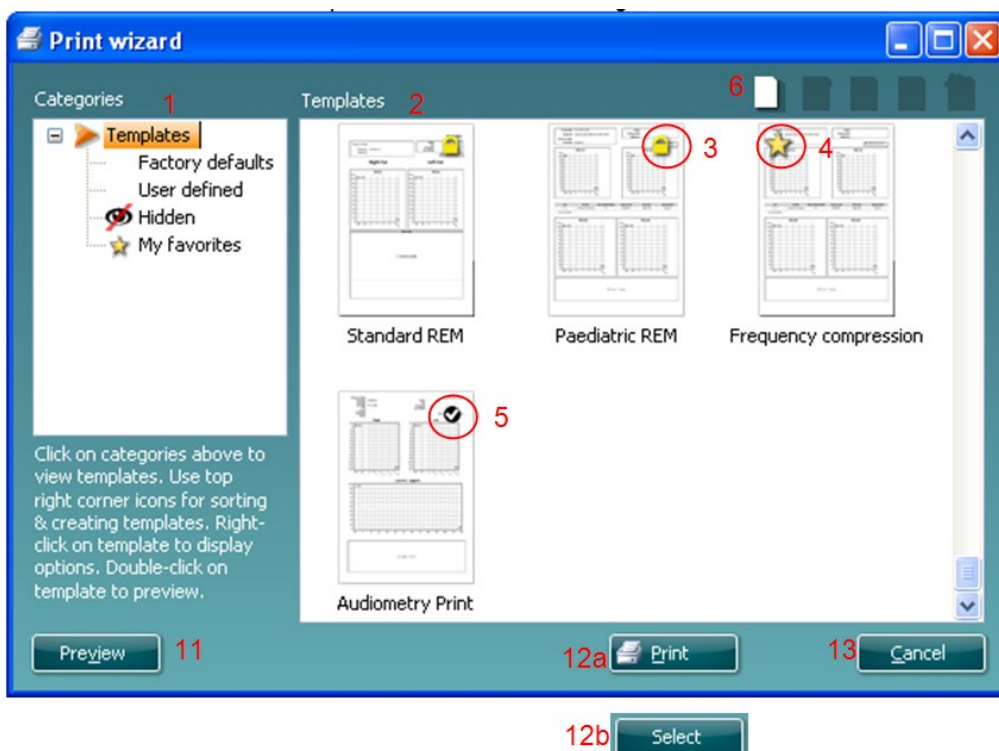 Print wizard
Categories 1
Templates 2
6
Templates
Factory defaults
User defined
Hidden
My favorites
3
4
Standard REM
Paediatric REM
Frequency compression
5
Audiometry Print
Click on categories above to
view templates. Use top
right corner icons for sorting
& creating templates. Right-
click on template to display
options. Double-click on
template to preview.
Preview 11
12a Print
13 Cancel
12b Select